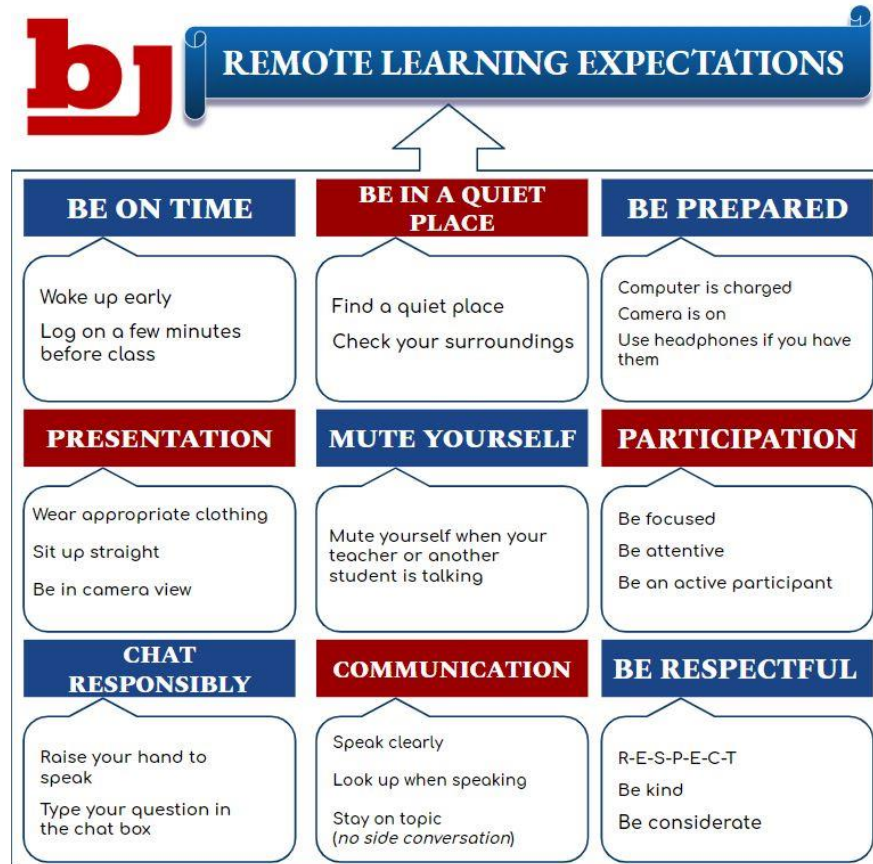 bj
REMOTE LEARNING EXPECTATIONS
BE ON TIME
Wake up early
Log on a few minutes
before class
BE IN A QUIET
PLACE
Find a quiet place
Check your surroundings
BE PREPARED
Computer is charged
Camera is on
Use headphones if you have
them
PRESENTATION
Wear appropriate clothing
Sit up straight
Be in camera view
MUTE YOURSELF
Mute yourself when your
teacher or another
student is talking
PARTICIPATION
Be focused
Be attentive
Be an active participant
CHAT
RESPONSIBLY
Raise your hand to
speak
Type your question in
the chat box
COMMUNICATION
Speak clearly
Look up when speaking
Stay on topic
(no side conversation)
BE RESPECTFUL
R-E-S-P-E-C-T
Be kind
Be considerate